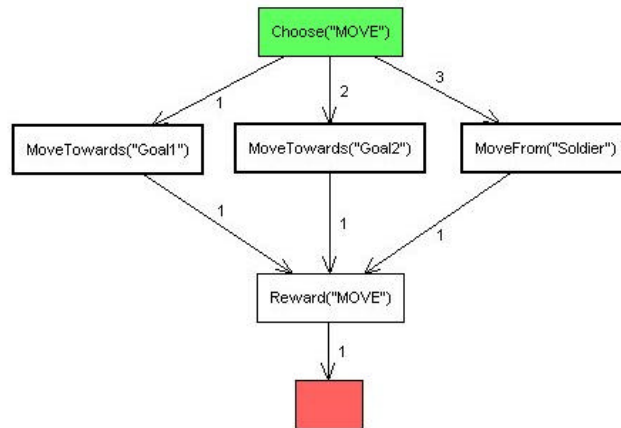 Choose("MOVE")
1
2
3
MoveTowards("Goal1")
MoveTowards("Goal2")
MoveFrom("Soldier")
1
1
1
Reward("MOVE")
1